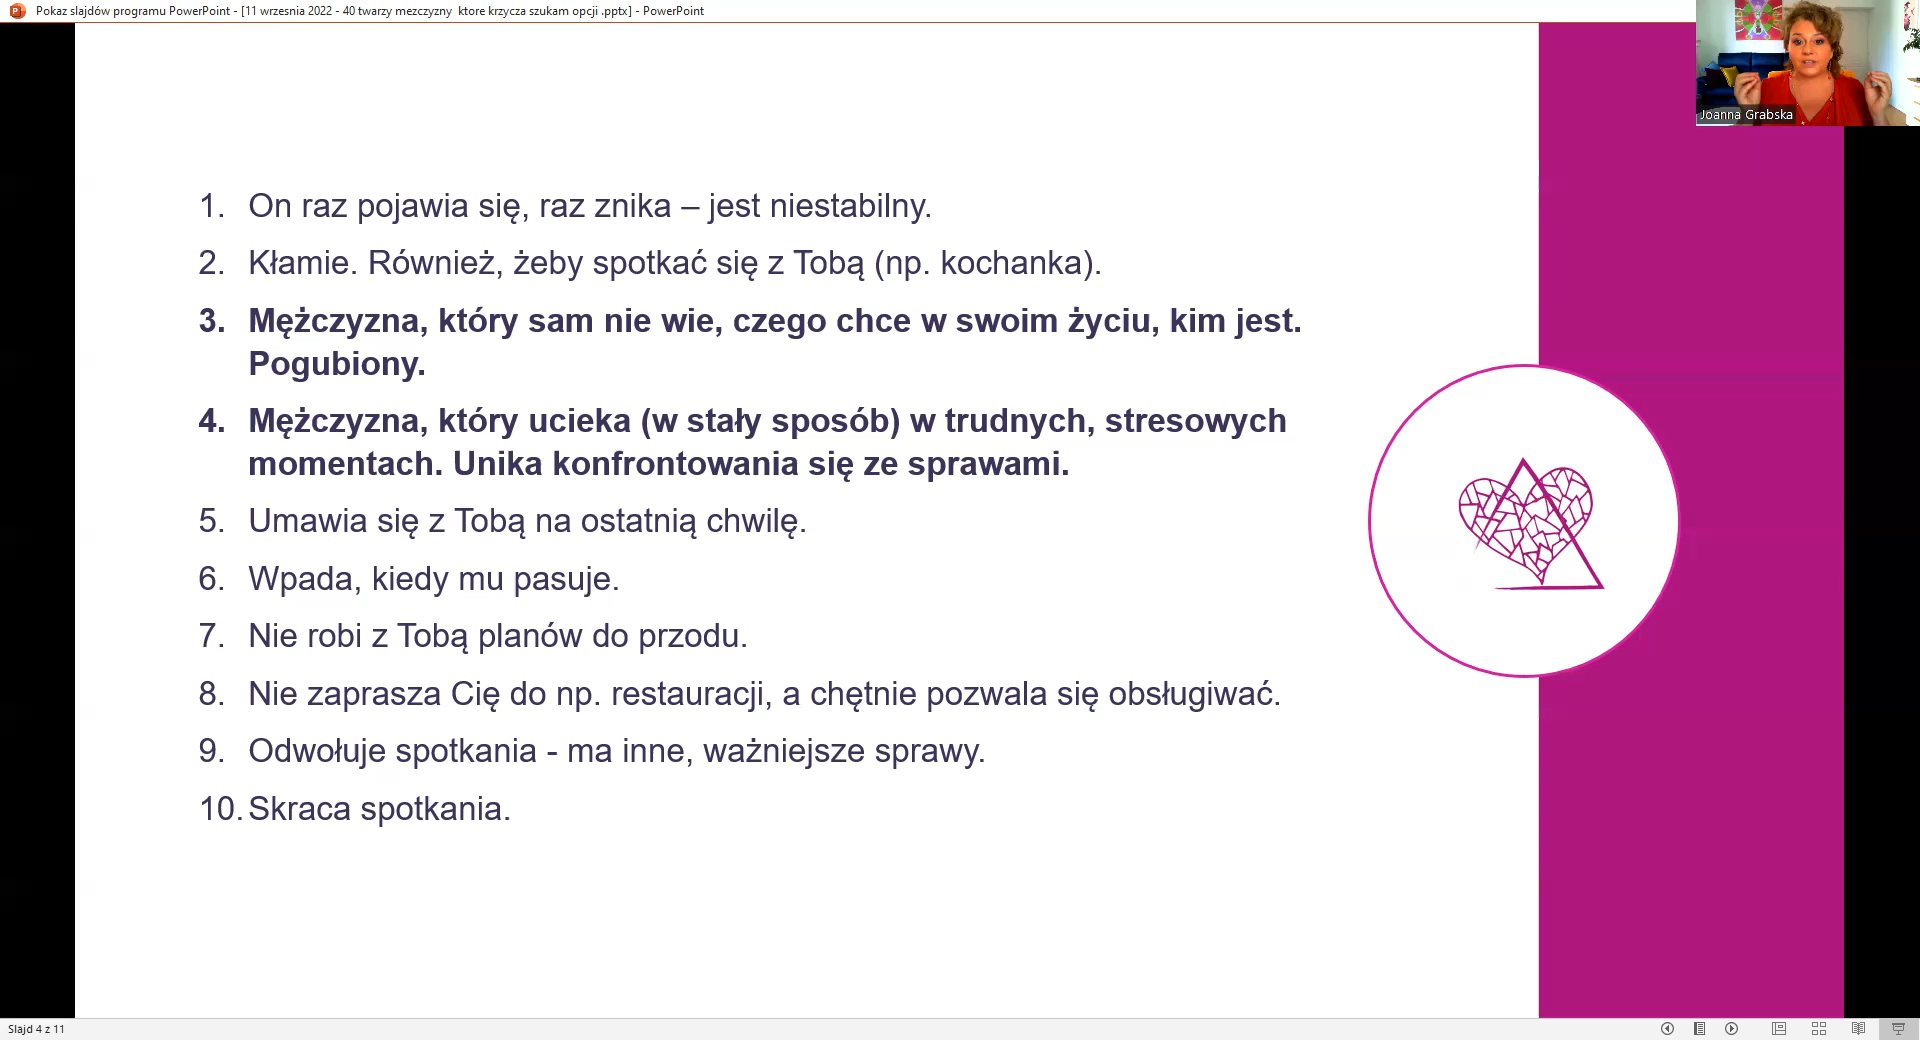 Pokaz slajdów programu PowerPoint - [11 wrzesnia 2022 - 40 twarzy mezczyzny  ktore krzycza szukam opcji .pptx] - PowerPoint
Joanna Grabska
1. On raz pojawia się, raz znika – jest niestabilny.
2. Kłamie. Również, żeby spotkać się z Tobą (np. kochanka).
3. Mężczyzna, który sam nie wie, czego chce w swoim życiu, kim jest.
Pogubiony.
4. Mężczyzna, który ucieka (w stały sposób) w trudnych, stresowych
momentach. Unika konfrontowania się ze sprawami.
5. Umawia się z Tobą na ostatnią chwilę.
6. Wpada, kiedy mu pasuje.
7. Nie robi z Tobą planów do przodu.
8. Nie zaprasza Cię do np. restauracji, a chętnie pozwala się obsługiwać.
9. Odwołuje spotkania - ma inne, ważniejsze sprawy.
10. Skraca spotkania.
Slajd 4 z 11